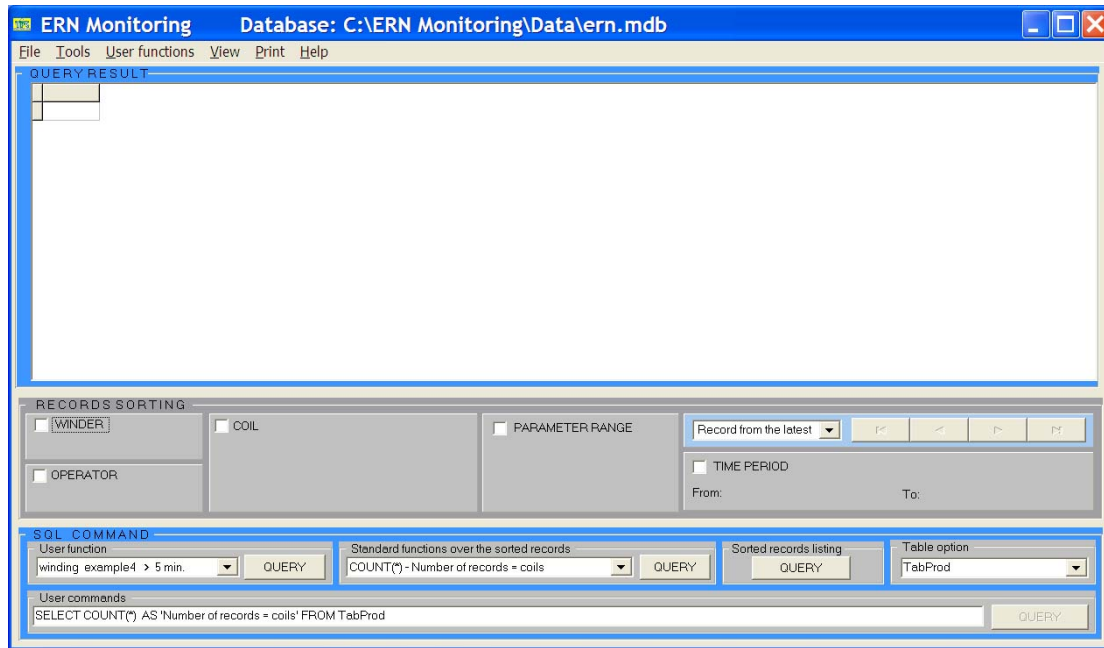 ERN Monitoring Database: C:\ERN Monitoring\Data\ern.mdb
File Tools User functions View Print Help
QUERY RESULT
RECORDS SORTING
WINDER
COIL
PARAMETER RANGE
Record from the latest
OPERATOR
TIME PERIOD
From: To:
SQL COMMAND
User function
winding example4 > 5 min.
QUERY
Standard functions over the sorted records
COUNT(*) - Number of records = coils
QUERY
Sorted records listing
QUERY
Table option
TabProd
User commands
SELECT COUNT(*) AS 'Number of records = coils' FROM TabProd
QUERY